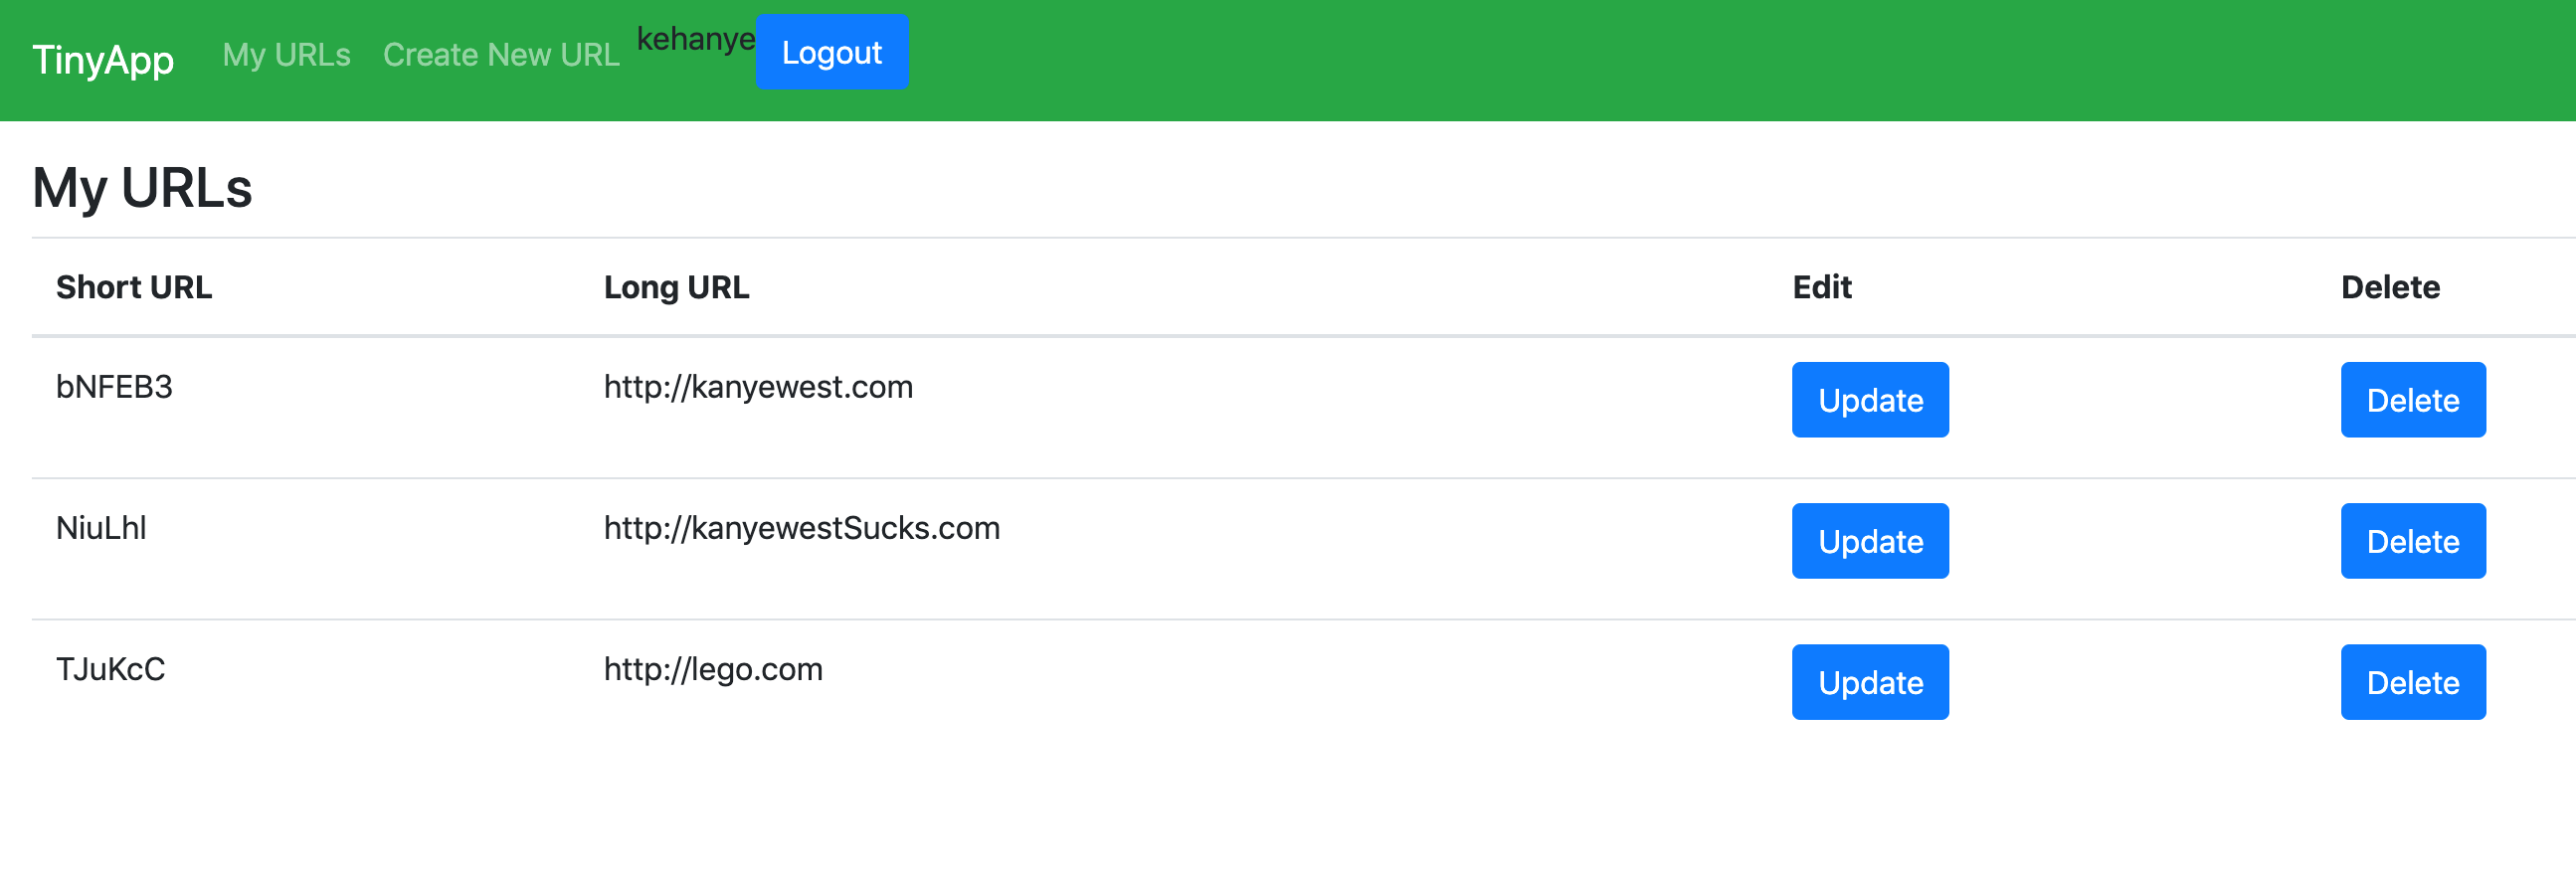 TinyApp My URLs Create New URL kehanye Logout
My URLs
Short URL Long URL Edit Delete
bNFEB3 http://kanyewest.com Update Delete
NiuLhl http://kanyewestSucks.com Update Delete
TJuKcC http://lego.com Update Delete